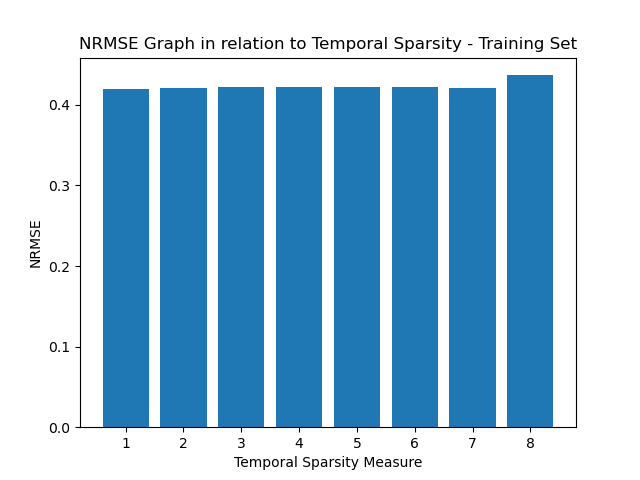 NRMSE Graph in relation to Temporal Sparsity - Training Set
0.4
0.3
0.2
0.1
0.0
NRMSE
1 2 3 4 5 6 7 8
Temporal Sparsity Measure